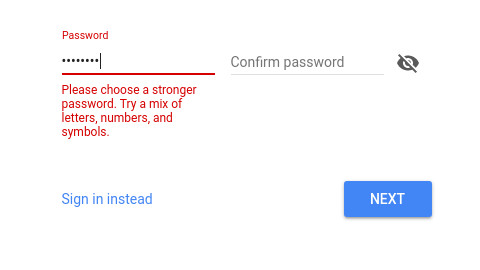 Password
••••••••
Confirm password
Please choose a stronger
password. Try a mix of
letters, numbers, and
symbols.
Sign in instead
NEXT